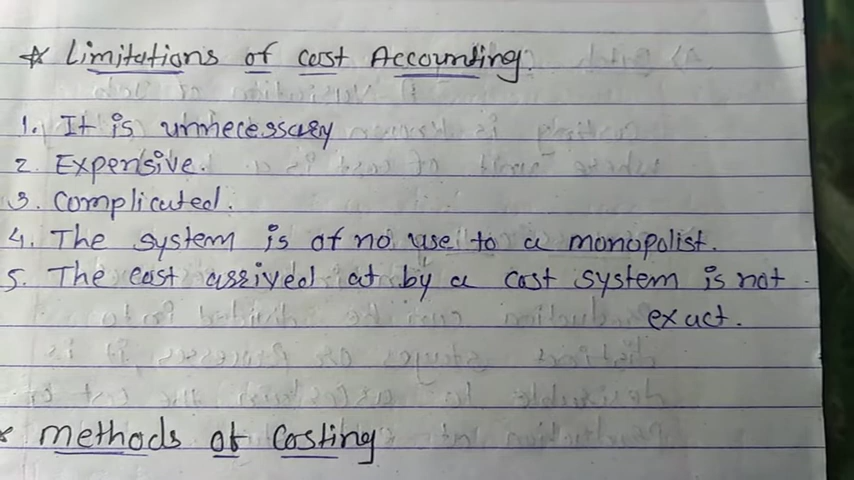 ☆ Limitations of cost Accounting.
1. It is unnecessary
2. Expensive.
3. Complicated.
4. The system is of no use to a monopolist.
5. The cost arrived at by a cost system is not
exact.
* methods of Costing